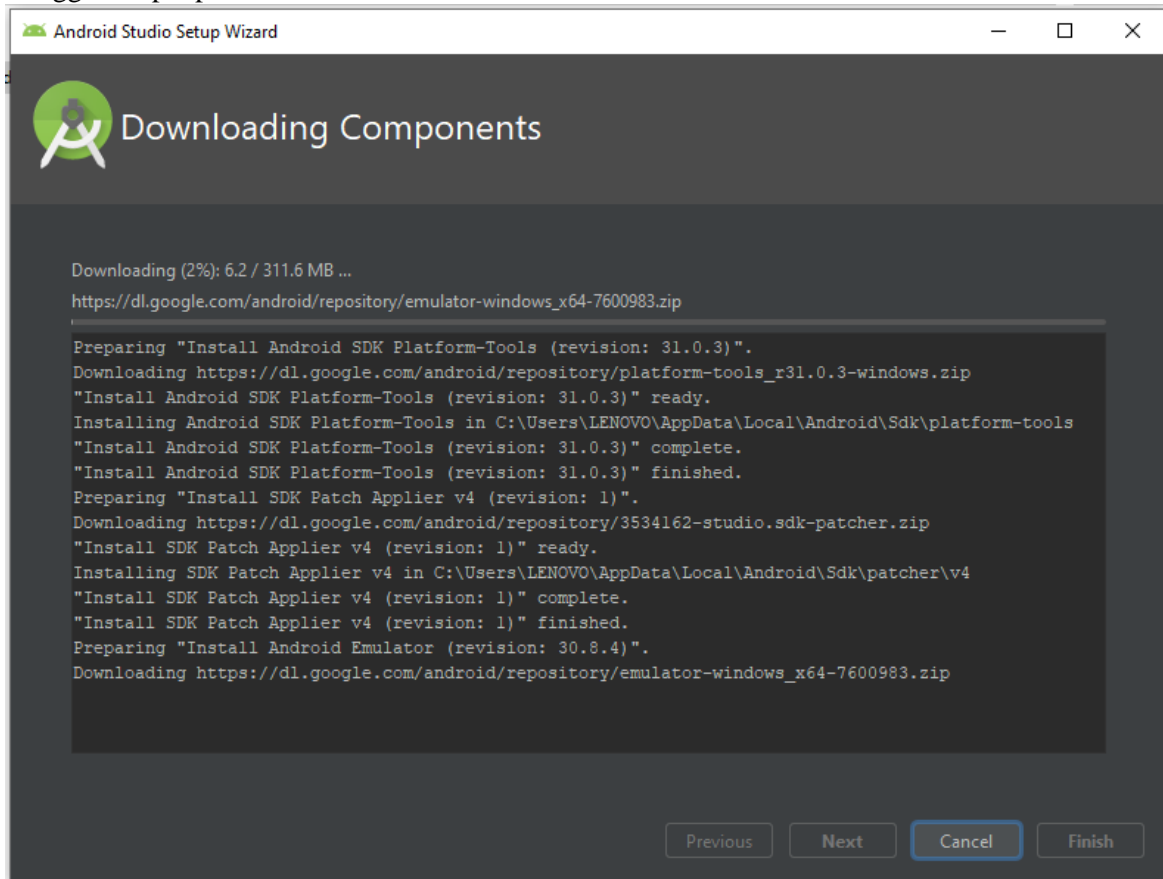 Android Studio Setup Wizard
Downloading Components
Downloading (2%): 6.2 / 311.6 MB ...
https://dl.google.com/android/repository/emulator-windows_x64-7600983.zip
Preparing "Install Android SDK Platform-Tools (revision: 31.0.3)".
Downloading https://dl.google.com/android/repository/platform-tools_r31.0.3-windows.zip
"Install Android SDK Platform-Tools (revision: 31.0.3)" ready.
Installing Android SDK Platform-Tools in C:\Users\LENOVO\AppData\Local\Android\Sdk\platform-tools
"Install Android SDK Platform-Tools (revision: 31.0.3)" complete.
"Install Android SDK Platform-Tools (revision: 31.0.3)" finished.
Preparing "Install SDK Patch Applier v4 (revision: 1)".
Downloading https://dl.google.com/android/repository/3534162-studio.sdk-patcher.zip
"Install SDK Patch Applier v4 (revision: 1)" ready.
Installing SDK Patch Applier v4 in C:\Users\LENOVO\AppData\Local\Android\Sdk\patcher\v4
"Install SDK Patch Applier v4 (revision: 1)" complete.
"Install SDK Patch Applier v4 (revision: 1)" finished.
Preparing "Install Android Emulator (revision: 30.8.4)".
Downloading https://dl.google.com/android/repository/emulator-windows_x64-7600983.zip
Previous Next Cancel Finish